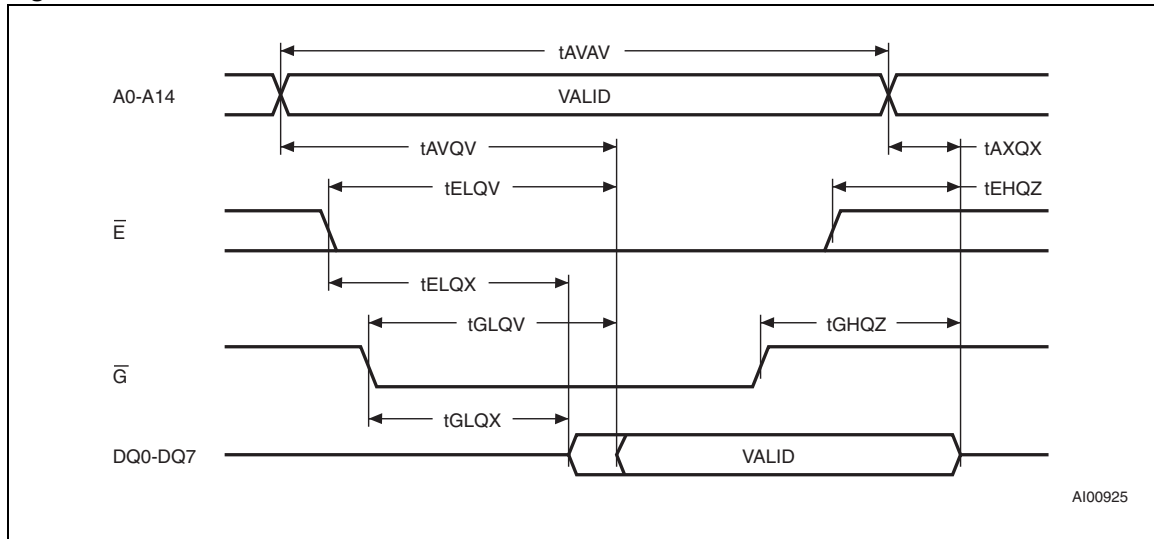 tAVAV
A0-A14
VALID
tAVQV
tAXQX
tELQV
tEHQZ
E̅
tELQX
tGLQV
tGHQZ
G̅
tGLQX
DQ0-DQ7
VALID
AI00925